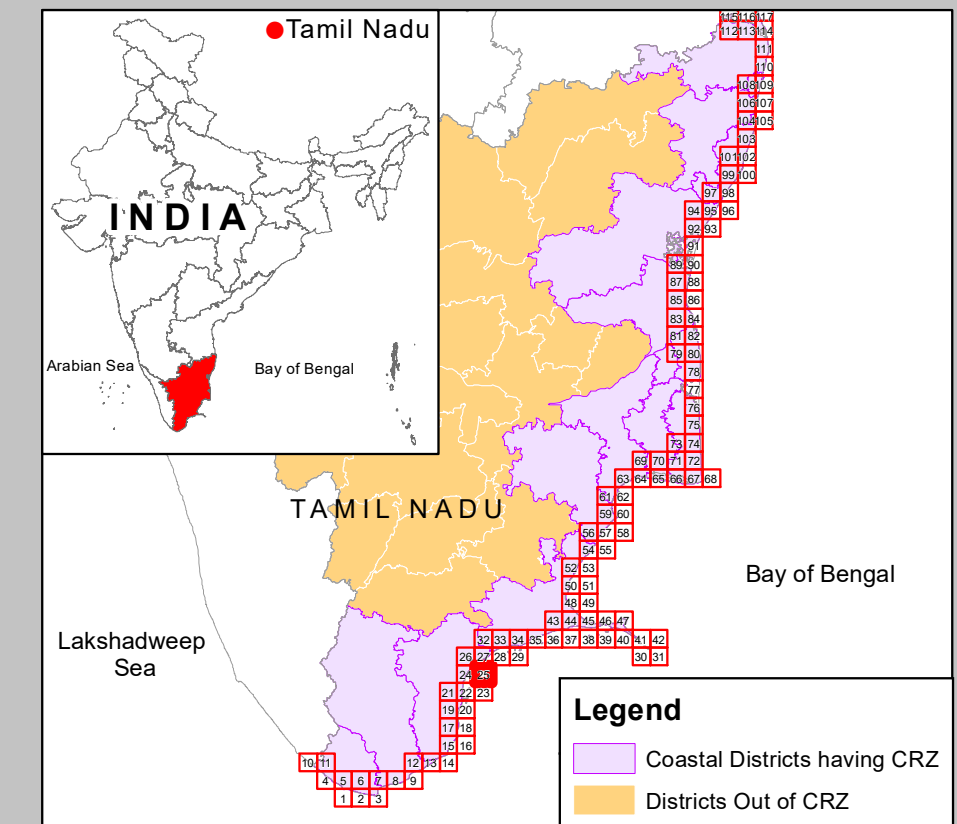 Tamil Nadu
INDIA
Arabian Sea
Bay of Bengal
115 116 117
112 113 114
111
110
108 109
106 107
104 105
103
101 102
99 100
97 98
94 95 96
92 93
91
89 90
87 88
85 86
83 84
81 82
79 80
78
77
76
75
73 74
69 70 71 72
63 64 65 66 67 68
61 62
59 60
56 57 58
54 55
52 53
50 51
48 49
43 44 45 46 47
32 33 34 35 36 37 38 39 40 41 42
26 27 28 29 30 31
24 25
21 22 23
19 20
17 18
15 16
10 11 12 13 14
4 5 6 7 8 9
1 2 3
TAMIL NADU
Bay of Bengal
Lakshadweep
Sea
Legend
Coastal Districts having CRZ
Districts Out of CRZ